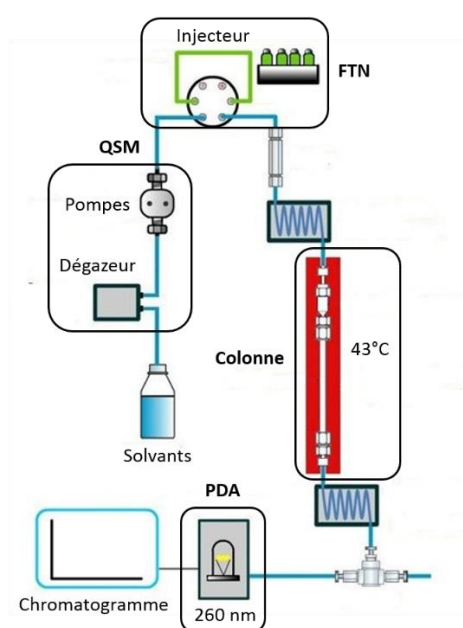 Injecteur
FTN
QSM
Pompes
Dégazeur
Solvants
Colonne
43°C
PDA
260 nm
Chromatogramme